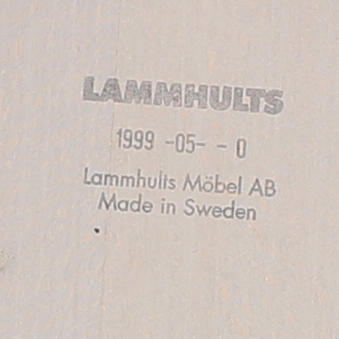 LAMMHULTS
1999 -05- - 0
Lammhults Möbel AB
Made in Sweden